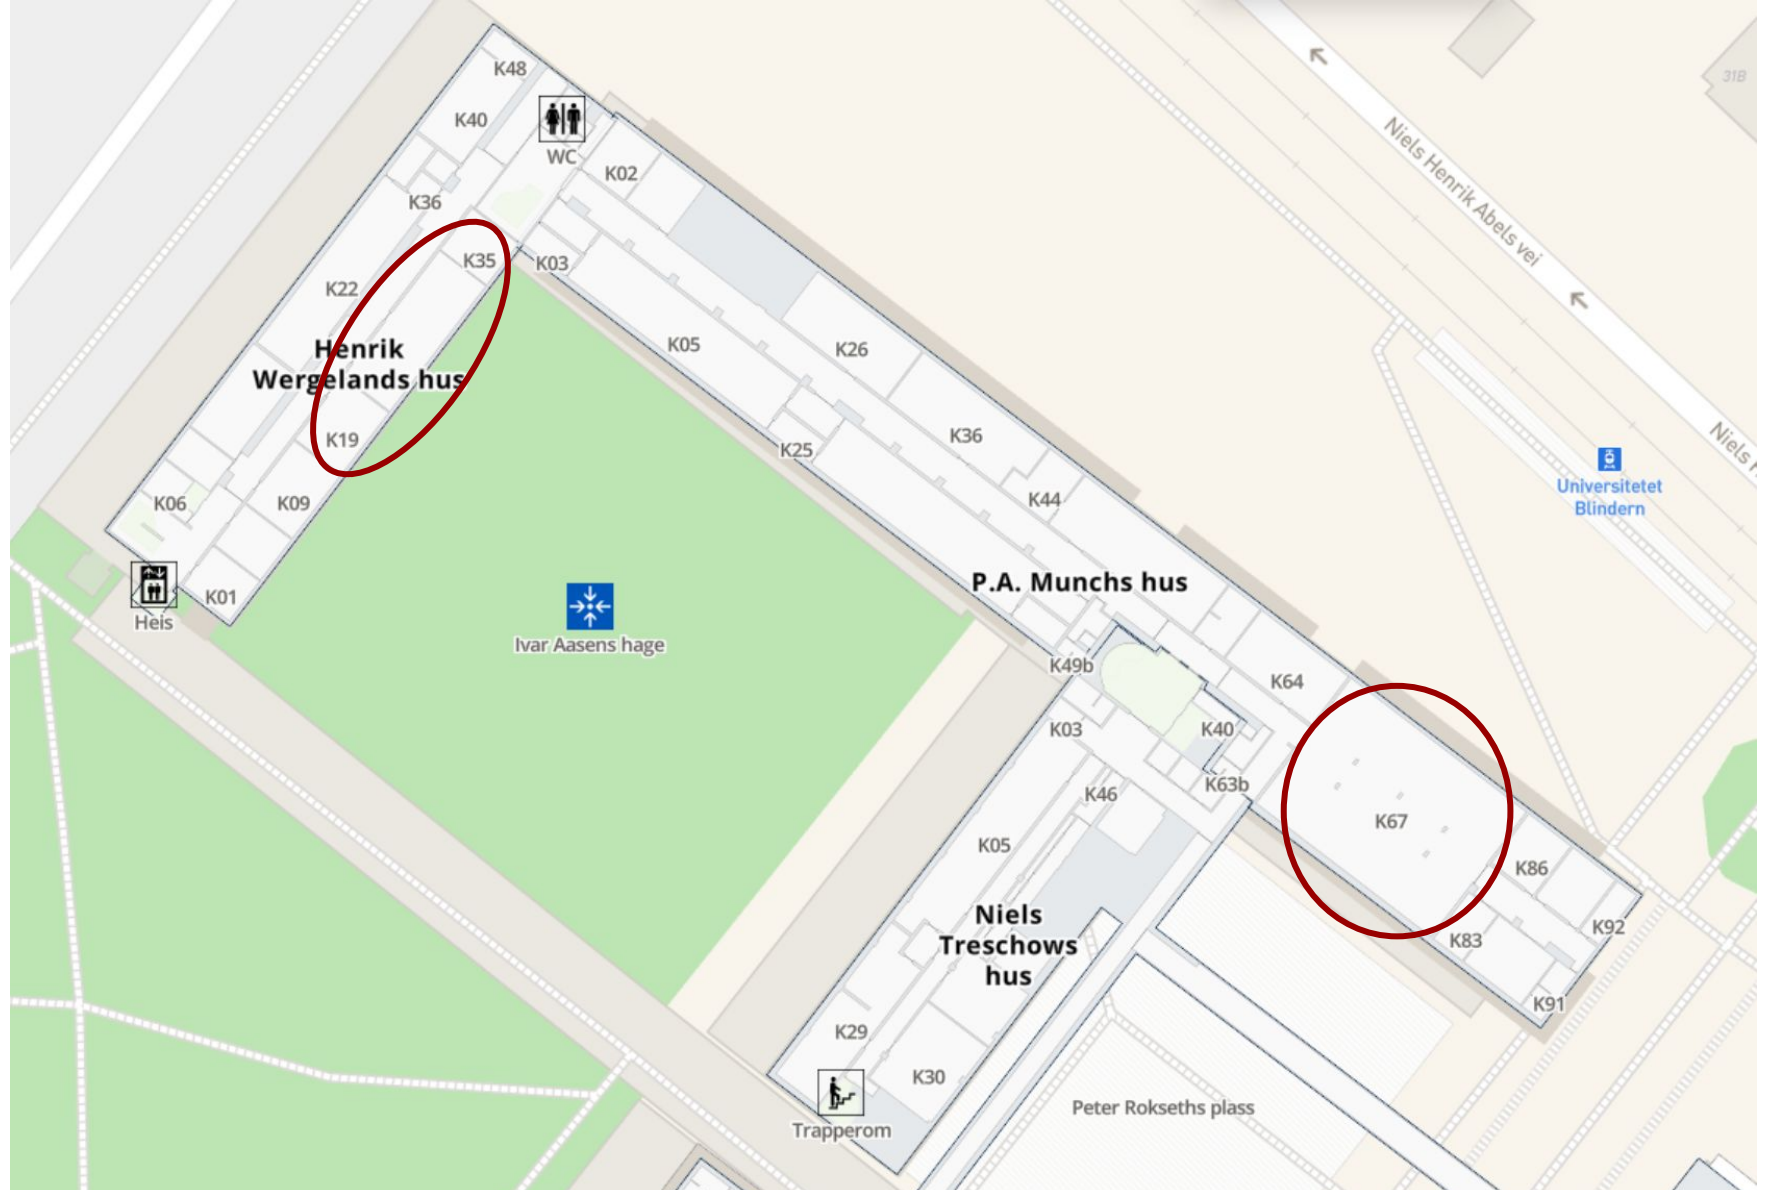 K48
31B
K40
WC
K02
Niels Henrik Abels vei
K36
K35
K03
K22
K05
K26
Henrik
Wergelands hus
K19
K25
K36
K44
Universitetet
Blindern
K06
K09
K01
Heis
Ivar Aasens hage
P.A. Munchs hus
K49b
K64
K03
K40
K63b
K46
K67
K05
K86
Niels
Treschows
hus
K83
K92
K91
K29
K30
Trapperom
Peter Rokseths plass
Niels